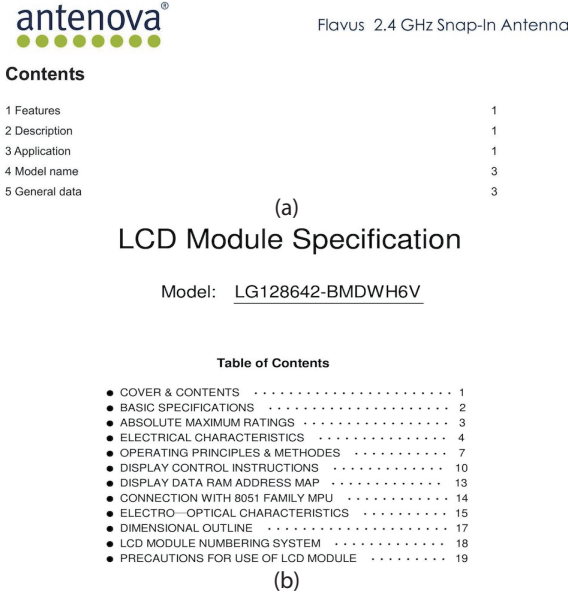 antenova®
Flavus 2.4 GHz Snap-In Antenna
Contents
1 Features 1
2 Description 1
3 Application 1
4 Model name 3
5 General data 3
(a)
LCD Module Specification
Model: LG128642-BMDWH6V
Table of Contents
● COVER & CONTENTS · · · · · · · · · · · · · · · · · · · · · · · 1
● BASIC SPECIFICATIONS · · · · · · · · · · · · · · · · · · · · · 2
● ABSOLUTE MAXIMUM RATINGS · · · · · · · · · · · · · · · · · 3
● ELECTRICAL CHARACTERISTICS · · · · · · · · · · · · · · · 4
● OPERATING PRINCIPLES & METHODES · · · · · · · · · · · 7
● DISPLAY CONTROL INSTRUCTIONS · · · · · · · · · · · · · 10
● DISPLAY DATA RAM ADDRESS MAP · · · · · · · · · · · · · 13
● CONNECTION WITH 8051 FAMILY MPU · · · · · · · · · · · 14
● ELECTRO—OPTICAL CHARACTERISTICS · · · · · · · · · · 15
● DIMENSIONAL OUTLINE · · · · · · · · · · · · · · · · · · · · · 17
● LCD MODULE NUMBERING SYSTEM · · · · · · · · · · · · · 18
● PRECAUTIONS FOR USE OF LCD MODULE · · · · · · · · · 19
(b)